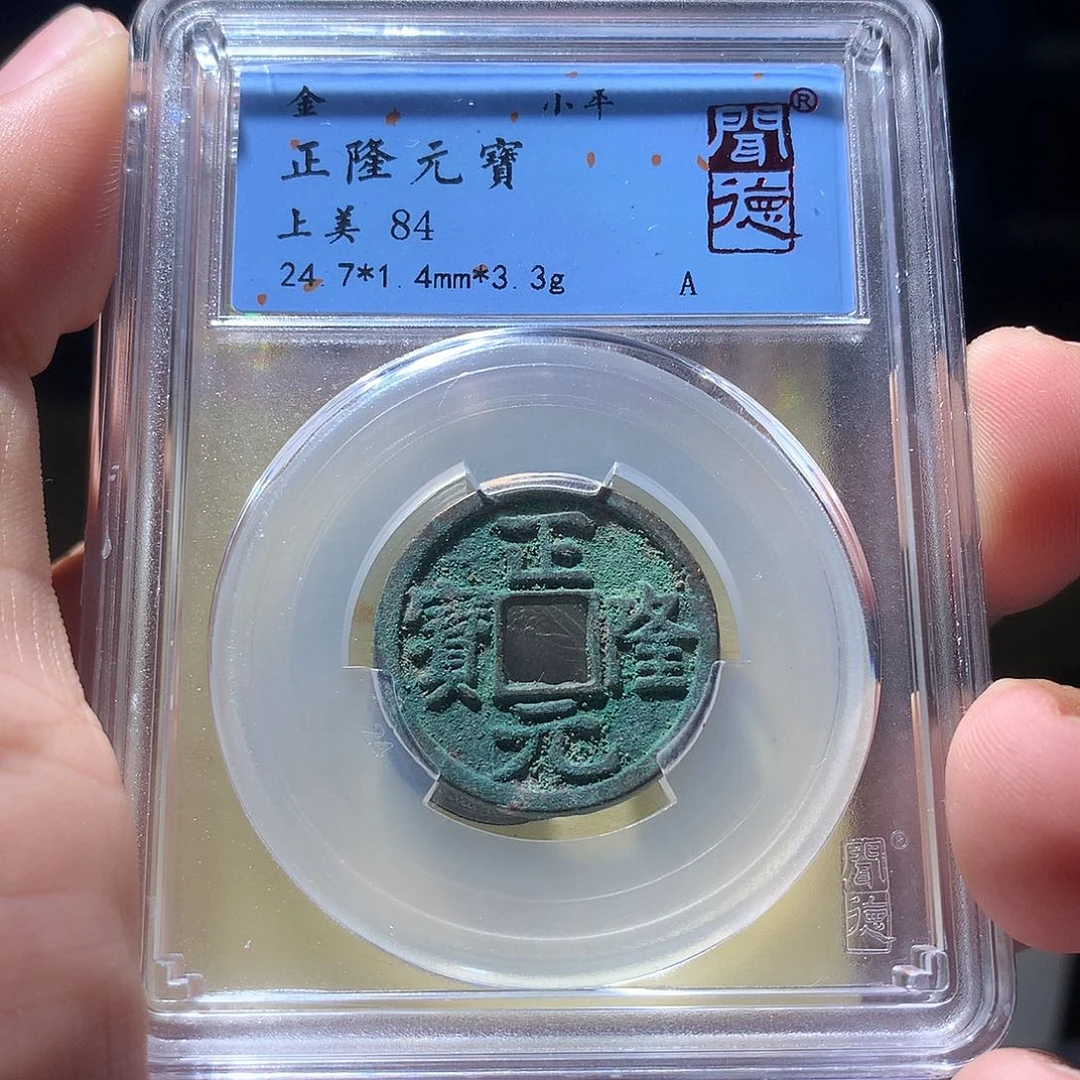 金 小平
正隆元寶
上美 84
24.7*1.4mm*3.3g A
聞德®
正隆元寶
聞德®